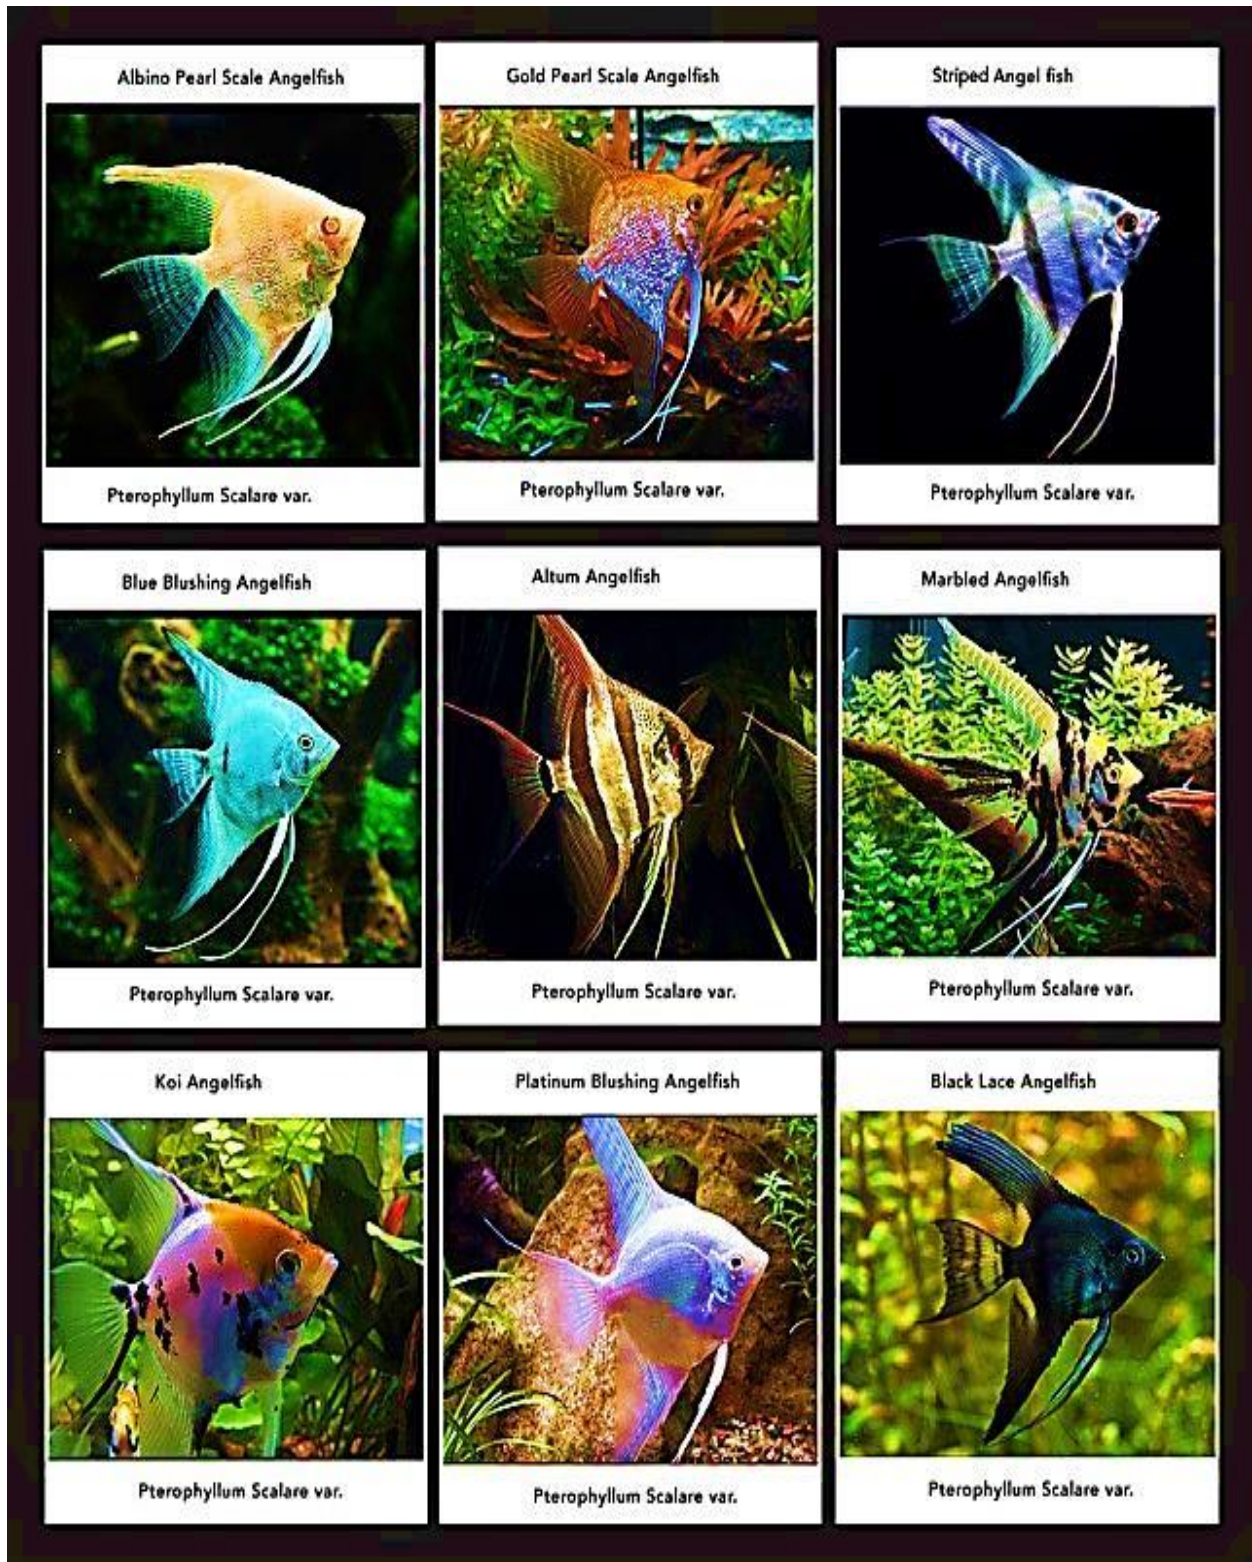 Albino Pearl Scale Angelfish
Pterophyllum Scalare var.
Gold Pearl Scale Angelfish
Pterophyllum Scalare var.
Striped Angel fish
Pterophyllum Scalare var.
Blue Blushing Angelfish
Pterophyllum Scalare var.
Altum Angelfish
Pterophyllum Scalare var.
Marbled Angelfish
Pterophyllum Scalare var.
Koi Angelfish
Pterophyllum Scalare var.
Platinum Blushing Angelfish
Pterophyllum Scalare var.
Black Lace Angelfish
Pterophyllum Scalare var.